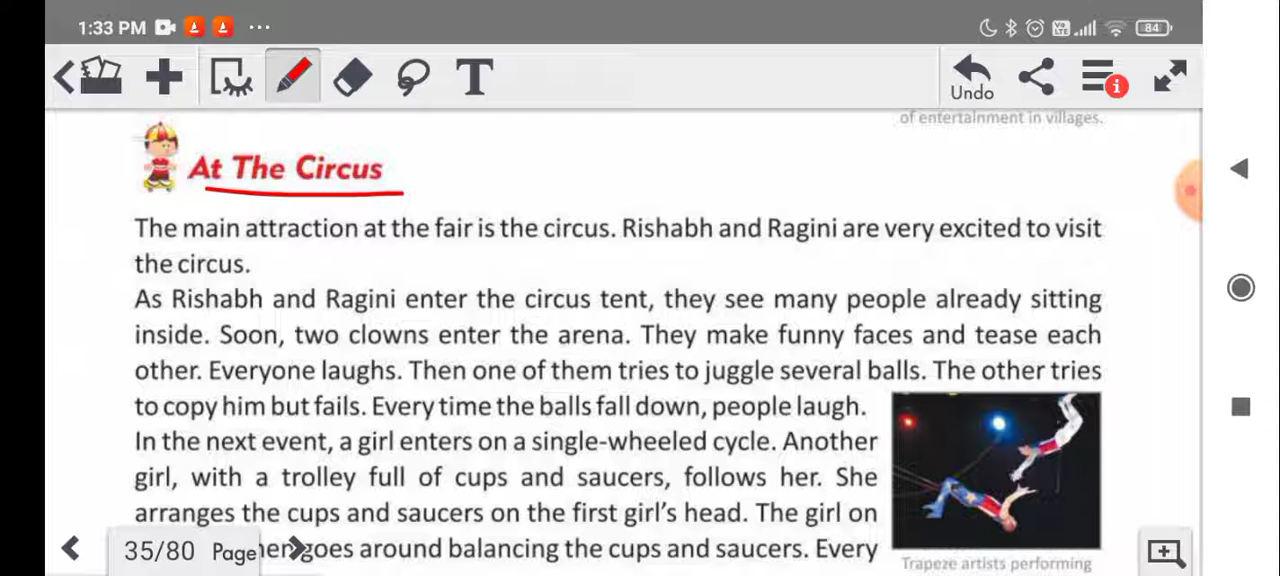 1:33 PM ...
84
Undo
i
of entertainment in villages.
At The Circus
The main attraction at the fair is the circus. Rishabh and Ragini are very excited to visit
the circus.
As Rishabh and Ragini enter the circus tent, they see many people already sitting
inside. Soon, two clowns enter the arena. They make funny faces and tease each
other. Everyone laughs. Then one of them tries to juggle several balls. The other tries
to copy him but fails. Every time the balls fall down, people laugh.
In the next event, a girl enters on a single-wheeled cycle. Another
girl, with a trolley full of cups and saucers, follows her. She
arranges the cups and saucers on the first girl's head. The girl on
goes around balancing the cups and saucers. Every
Trapeze artists performing
35/80 Page
T